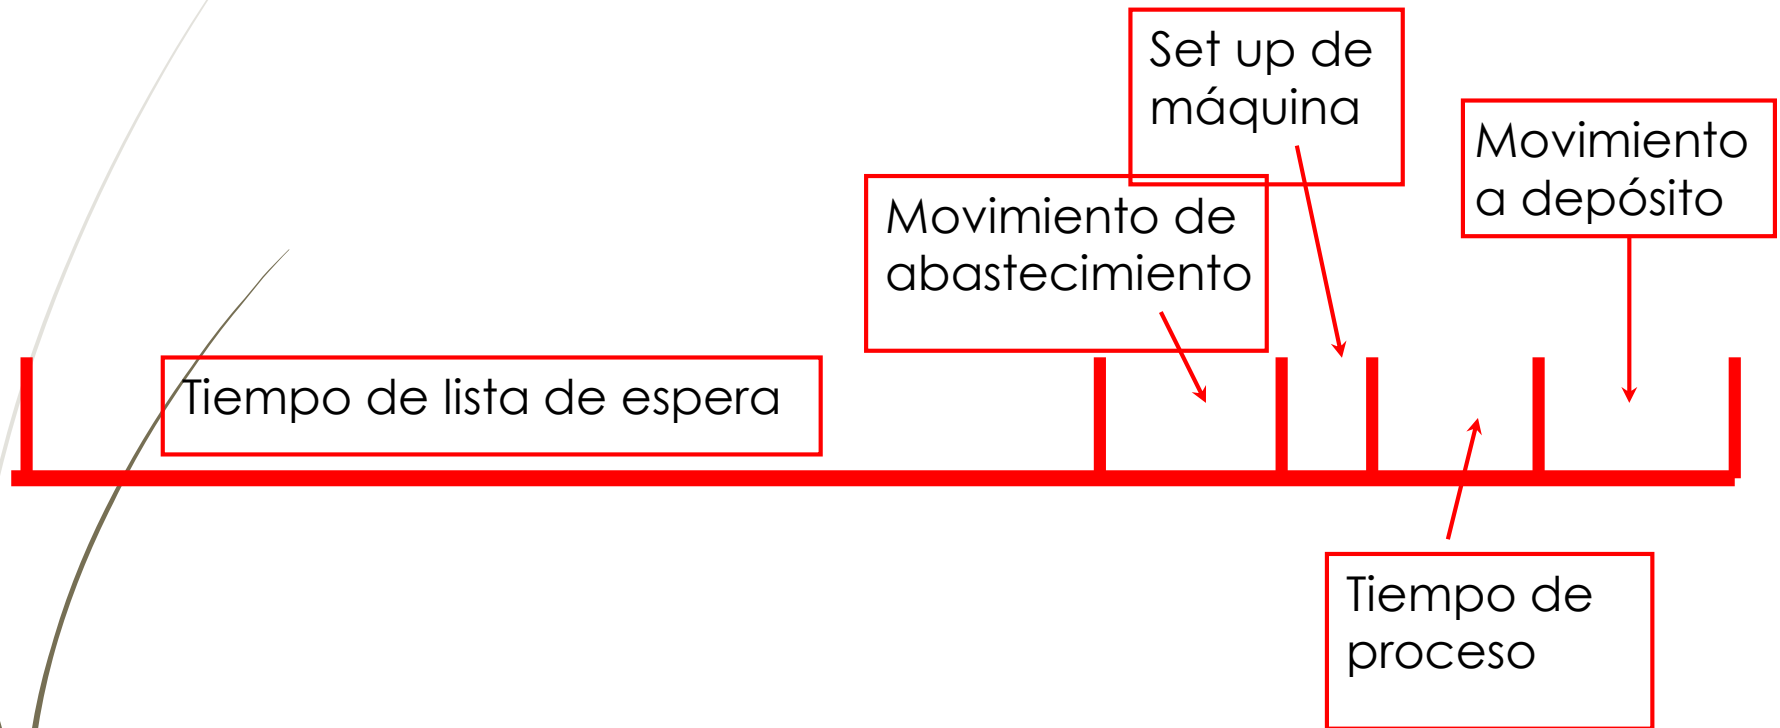 Set up de
máquina
Movimiento
a depósito
Movimiento de
abastecimiento
Tiempo de lista de espera
Tiempo de
proceso